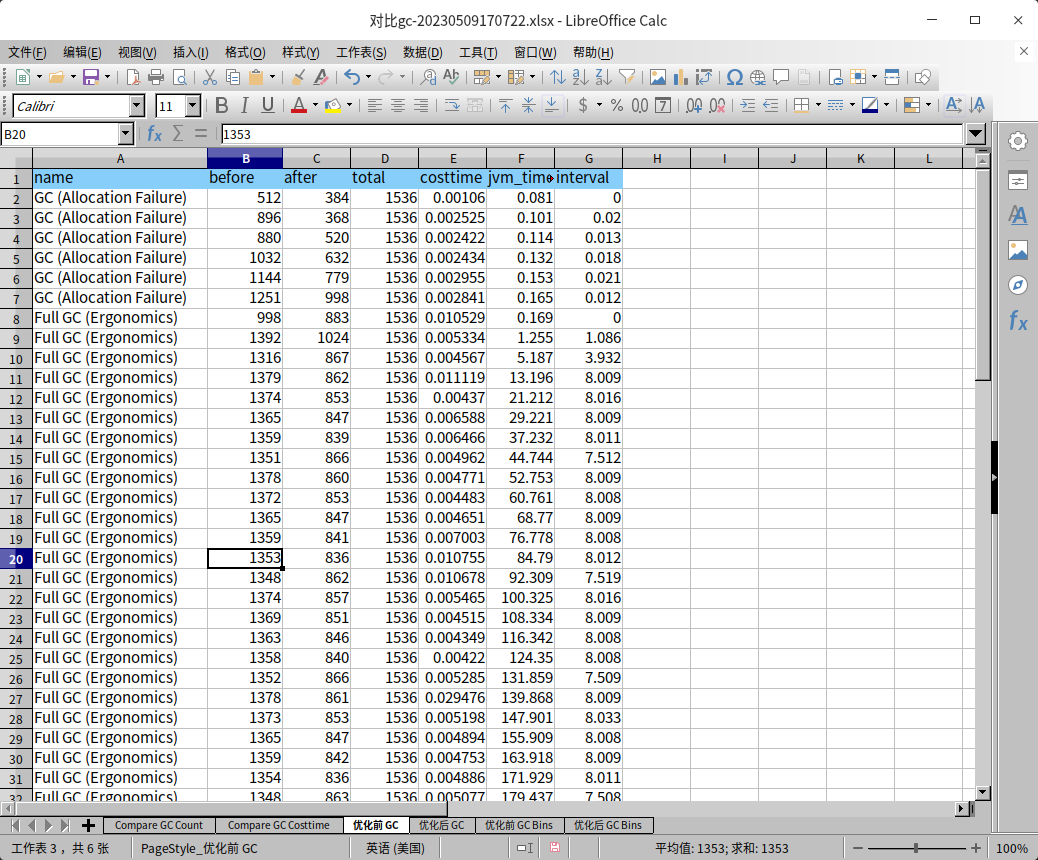 对比gc-20230509170722.xlsx - LibreOffice Calc
文件(F) 编辑(E) 视图(V) 插入(I) 格式(O) 样式(Y) 工作表(S) 数据(D) 工具(T) 窗口(W) 帮助(H)
Calibri 11
B20 1353
A B C D E F G H I J K L
1 name before after total costtime jvm_time interval
2 GC (Allocation Failure) 512 384 1536 0.00106 0.081 0
3 GC (Allocation Failure) 896 368 1536 0.002525 0.101 0.02
4 GC (Allocation Failure) 880 520 1536 0.002422 0.114 0.013
5 GC (Allocation Failure) 1032 632 1536 0.002434 0.132 0.018
6 GC (Allocation Failure) 1144 779 1536 0.002955 0.153 0.021
7 GC (Allocation Failure) 1251 998 1536 0.002841 0.165 0.012
8 Full GC (Ergonomics) 998 883 1536 0.010529 0.169 0
9 Full GC (Ergonomics) 1392 1024 1536 0.005334 1.255 1.086
10 Full GC (Ergonomics) 1316 867 1536 0.004567 5.187 3.932
11 Full GC (Ergonomics) 1379 862 1536 0.011119 13.196 8.009
12 Full GC (Ergonomics) 1374 853 1536 0.00437 21.212 8.016
13 Full GC (Ergonomics) 1365 847 1536 0.006588 29.221 8.009
14 Full GC (Ergonomics) 1359 839 1536 0.006466 37.232 8.011
15 Full GC (Ergonomics) 1351 866 1536 0.004962 44.744 7.512
16 Full GC (Ergonomics) 1378 860 1536 0.004771 52.753 8.009
17 Full GC (Ergonomics) 1372 853 1536 0.004483 60.761 8.008
18 Full GC (Ergonomics) 1365 847 1536 0.004651 68.77 8.009
19 Full GC (Ergonomics) 1359 841 1536 0.007003 76.778 8.008
20 Full GC (Ergonomics) 1353 836 1536 0.010755 84.79 8.012
21 Full GC (Ergonomics) 1348 862 1536 0.010678 92.309 7.519
22 Full GC (Ergonomics) 1374 857 1536 0.005465 100.325 8.016
23 Full GC (Ergonomics) 1369 851 1536 0.004515 108.334 8.009
24 Full GC (Ergonomics) 1363 846 1536 0.004349 116.342 8.008
25 Full GC (Ergonomics) 1358 840 1536 0.00422 124.35 8.008
26 Full GC (Ergonomics) 1352 866 1536 0.005285 131.859 7.509
27 Full GC (Ergonomics) 1378 861 1536 0.029476 139.868 8.009
28 Full GC (Ergonomics) 1373 853 1536 0.005198 147.901 8.033
29 Full GC (Ergonomics) 1365 847 1536 0.004894 155.909 8.008
30 Full GC (Ergonomics) 1359 842 1536 0.004753 163.918 8.009
31 Full GC (Ergonomics) 1354 836 1536 0.004886 171.929 8.011
32 Full GC (Ergonomics) 1348 863 1536 0.005077 179.437 7.508
Compare GC Count Compare GC Costtime 优化前 GC 优化后 GC 优化前 GC Bins 优化后 GC Bins
工作表 3 ，共 6 张 PageStyle_优化前 GC 英语 (美国) 平均值: 1353; 求和: 1353 100%